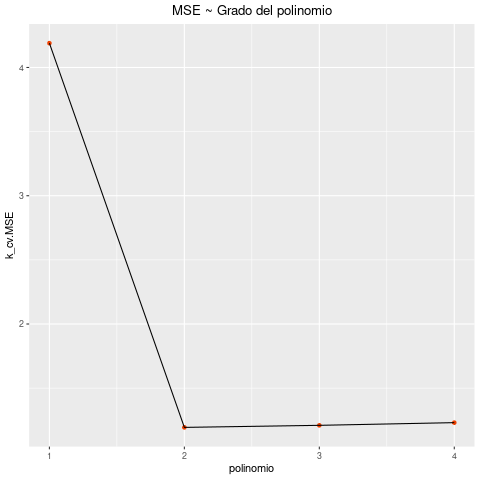 MSE ~ Grado del polinomio
4
3
2
k_cv.MSE
1 2 3 4
polinomio